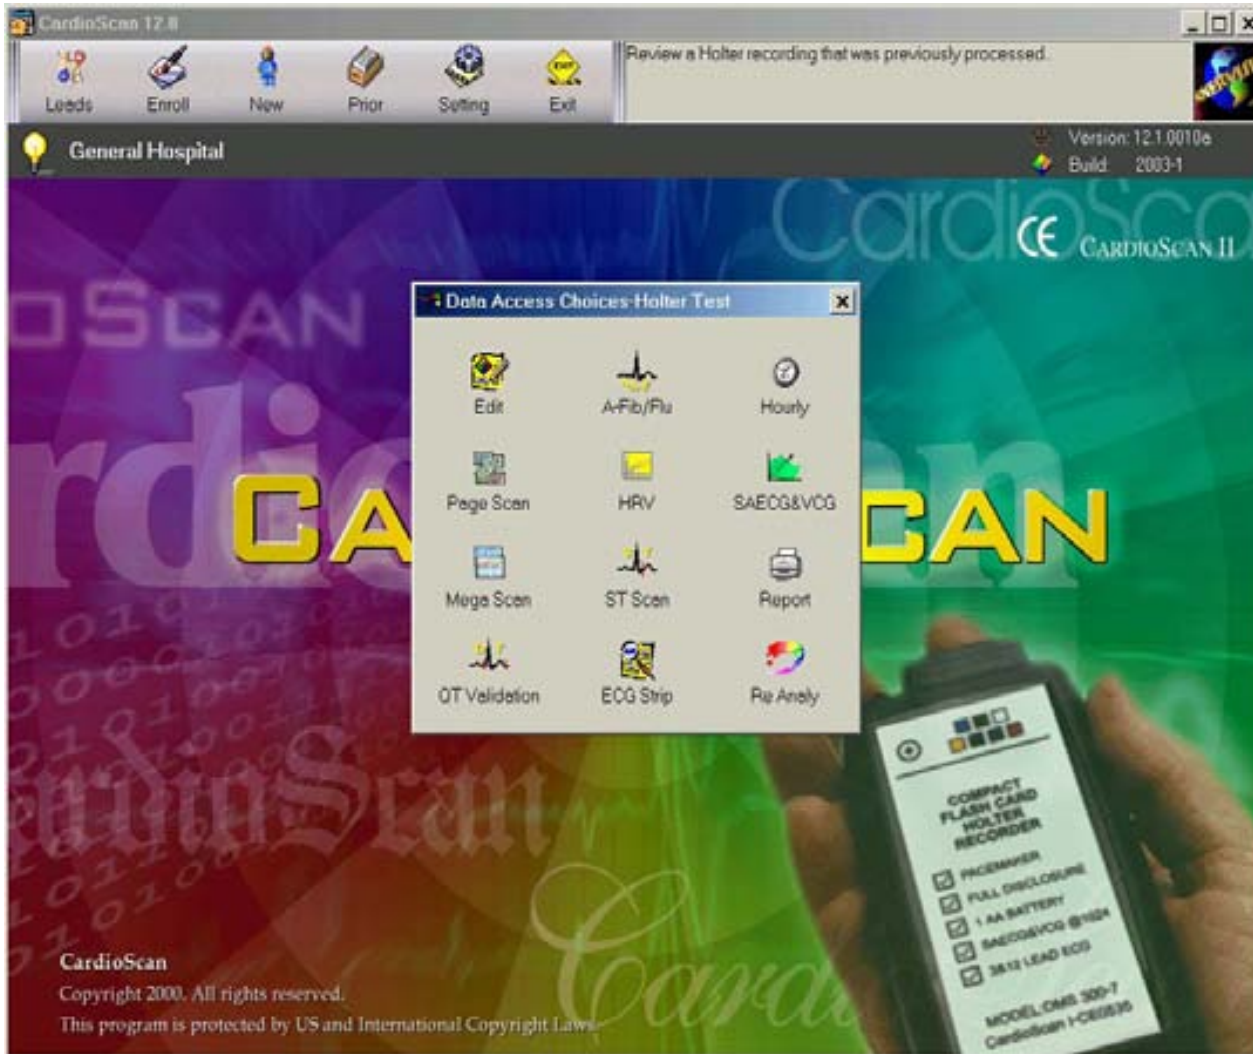 CardioScan 12.0
Leads Enroll New Prior Setting Exit
Review a Holter recording that was previously processed.
General Hospital
Version: 12.1.0010a
Build: 2003-1
CardioSca
CE CARDIOSCAN II
OSCAN
Data Access Choices-Holter Test
Edit A-Fib/Flu Hourly
Page Scan HRV SAECG&VCG
Mega Scan ST Scan Report
QT Validation ECG Strip Re Analy
CA CAN
COMPACT
FLASH CARD
HOLTER
RECORDER
PACEMAKER
FULL DISCLOSURE
1 AA BATTERY
SAECG&VCG @1024
3&12 LEAD ECG
MODEL:DMS 300-7
CardioScan I-CE0535
CardioScan
Copyright 2000. All rights reserved.
This program is protected by US and International Copyright Laws.